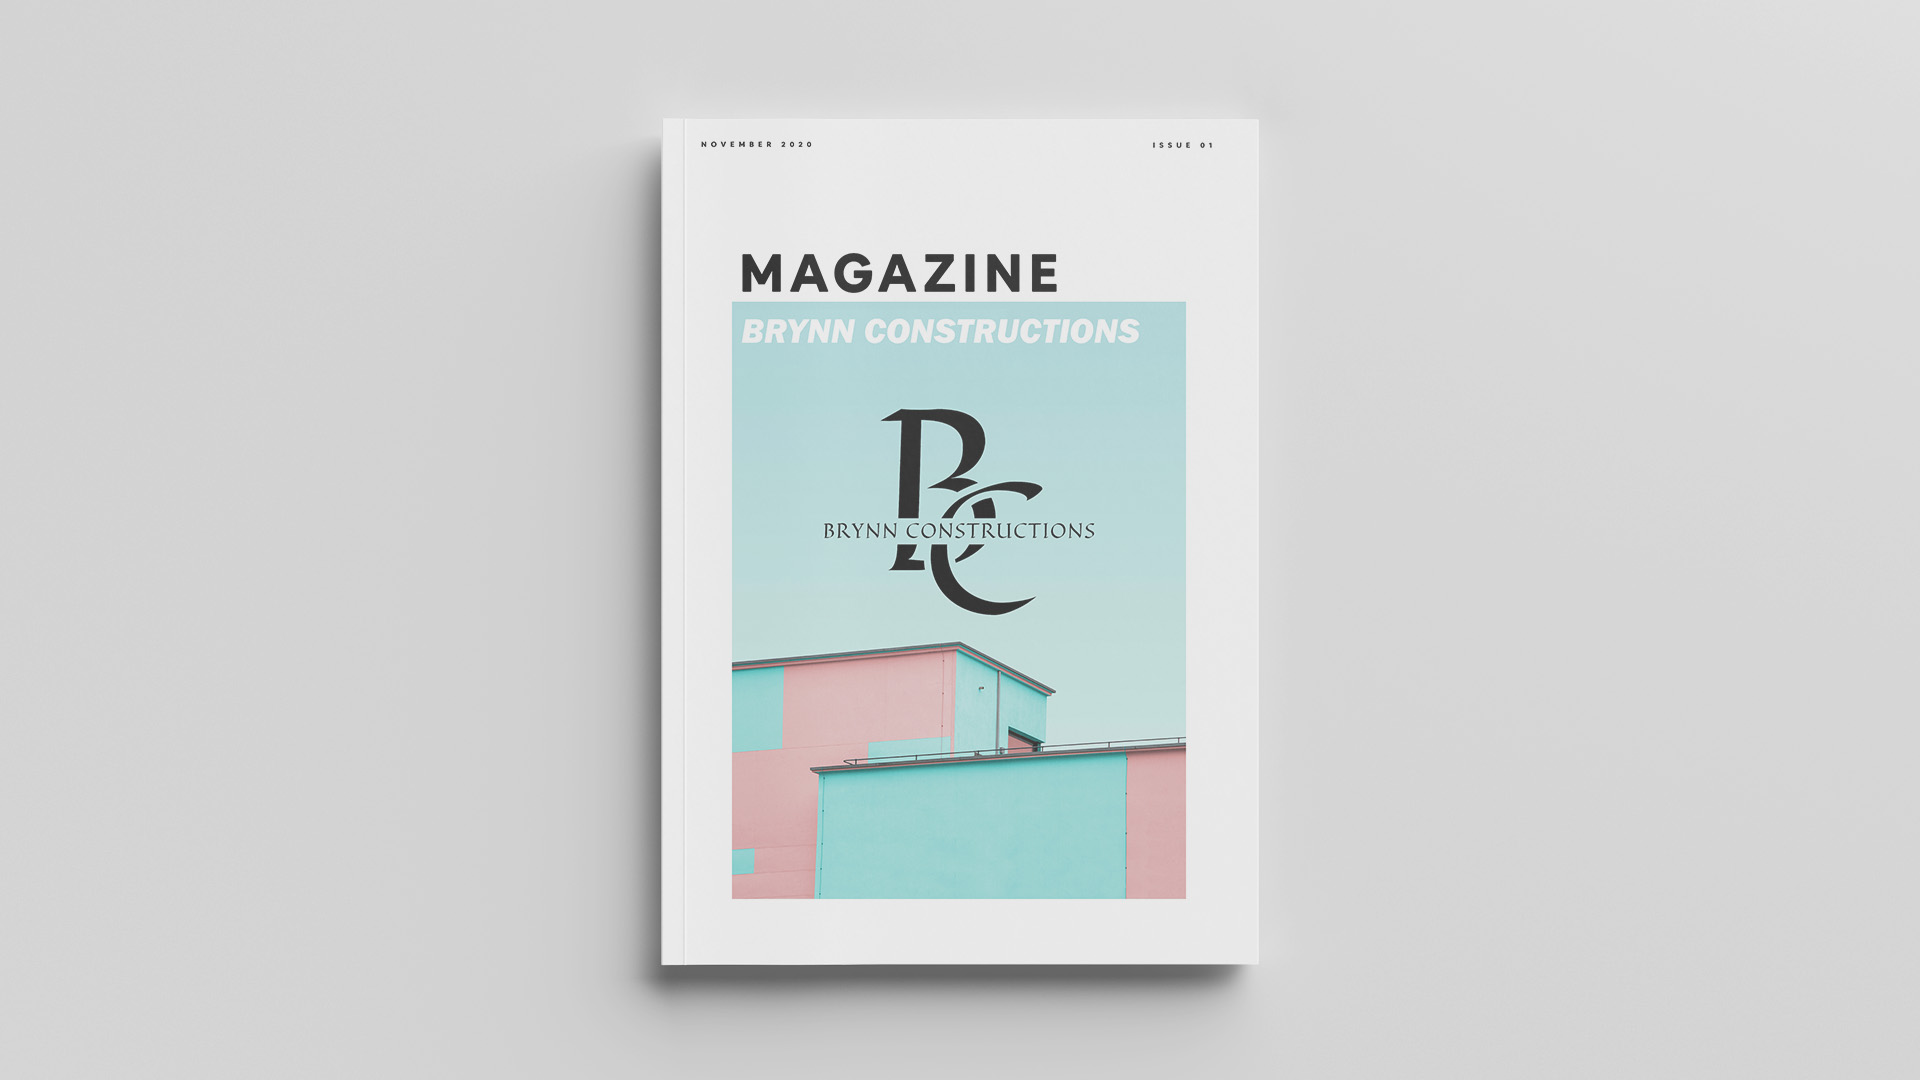 NOVEMBER 2020
ISSUE 01
MAGAZINE
BRYNN CONSTRUCTIONS
BC
BRYNN CONSTRUCTIONS